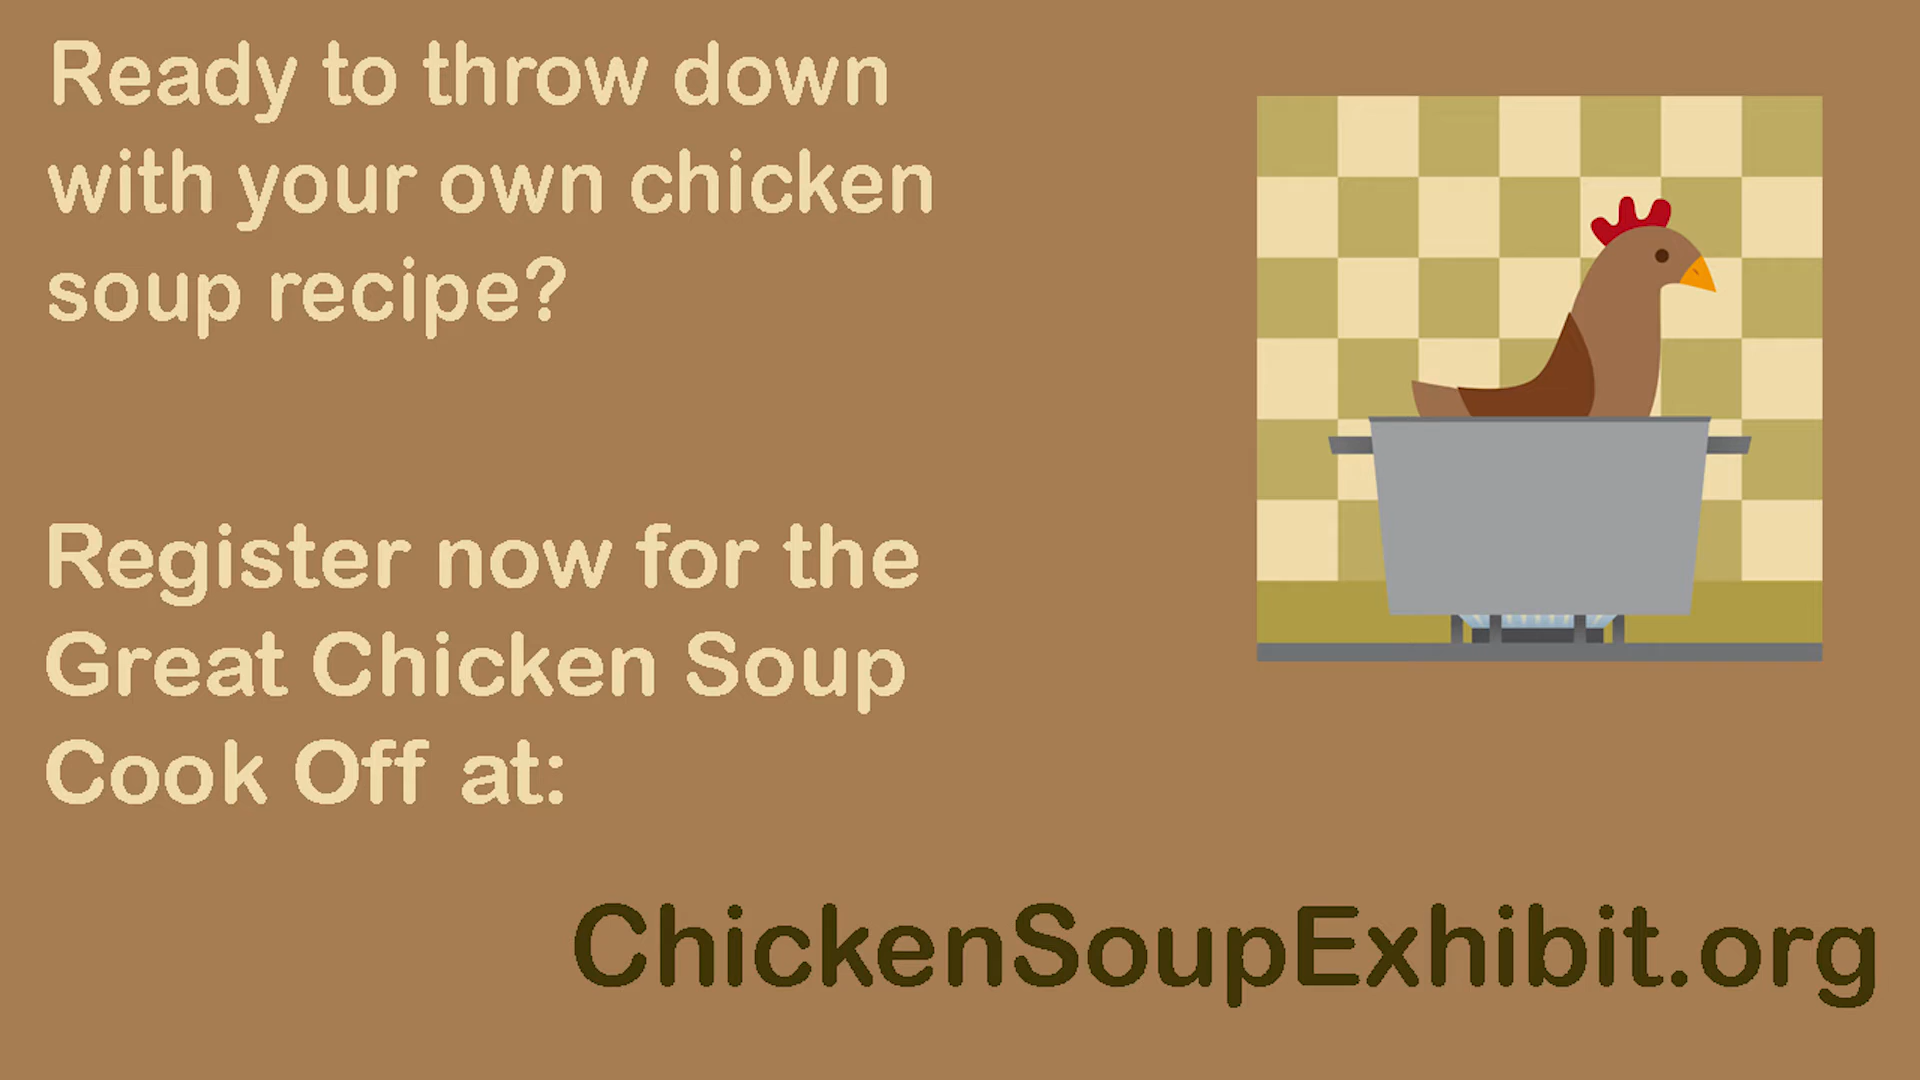 Ready to throw down
with your own chicken
soup recipe?
Register now for the
Great Chicken Soup
Cook Off at:
ChickenSoupExhibit.org